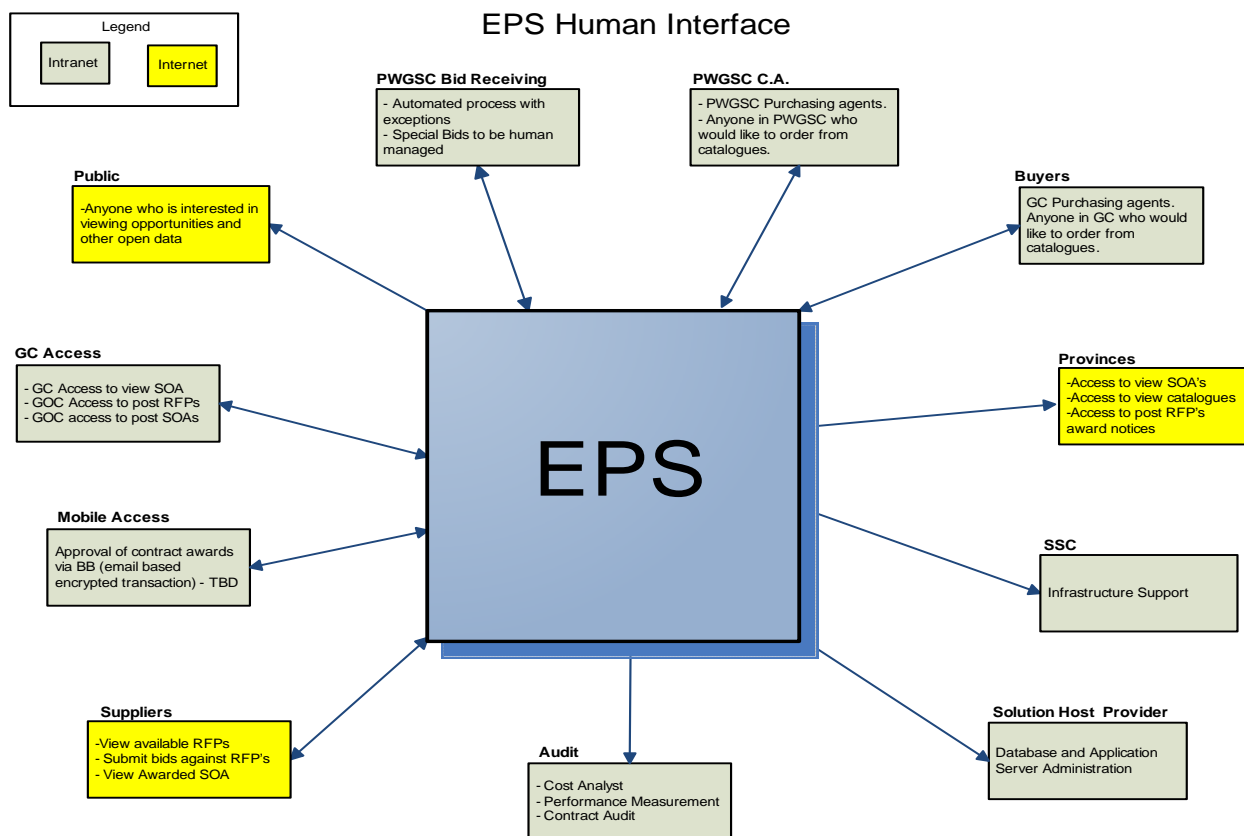 EPS Human Interface
Legend
Intranet
Internet
PWGSC Bid Receiving
- Automated process with
exceptions
- Special Bids to be human
managed
PWGSC C.A.
- PWGSC Purchasing agents.
- Anyone in PWGSC who
would like to order from
catalogues.
Public
-Anyone who is interested in
viewing opportunities and
other open data
Buyers
GC Purchasing agents.
Anyone in GC who would
like to order from
catalogues.
GC Access
- GC Access to view SOA
- GOC Access to post RFPs
- GOC access to post SOAs
EPS
Provinces
-Access to view SOA's
-Access to view catalogues
-Access to post RFP's
award notices
Mobile Access
Approval of contract awards
via BB (email based
encrypted transaction) - TBD
SSC
Infrastructure Support
Suppliers
-View available RFPs
- Submit bids against RFP's
- View Awarded SOA
Audit
- Cost Analyst
- Performance Measurement
- Contract Audit
Solution Host Provider
Database and Application
Server Administration